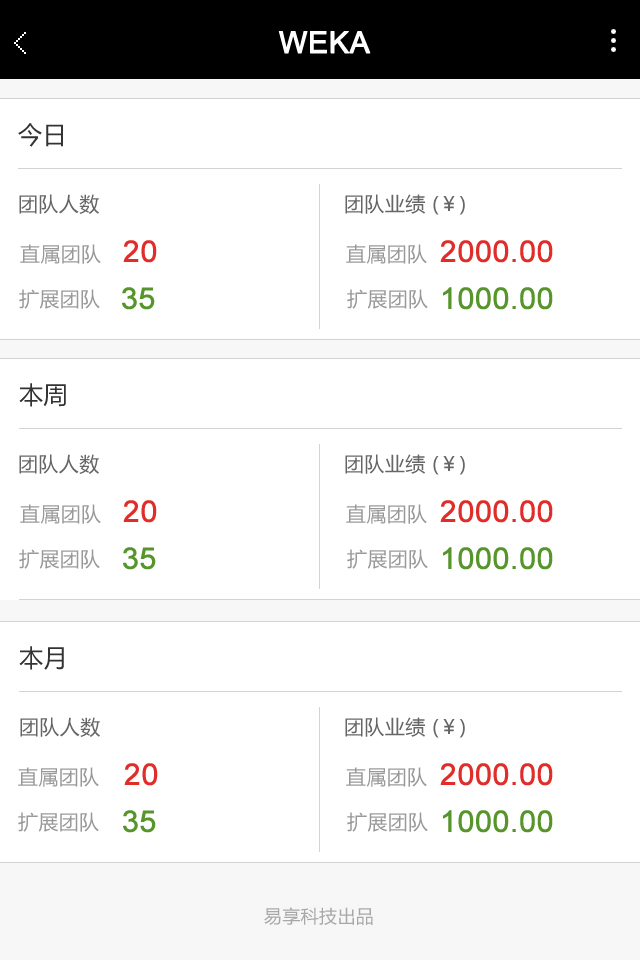 WEKA
今日
团队人数
直属团队 20
扩展团队 35
团队业绩 (¥)
直属团队 2000.00
扩展团队 1000.00
本周
团队人数
直属团队 20
扩展团队 35
团队业绩 (¥)
直属团队 2000.00
扩展团队 1000.00
本月
团队人数
直属团队 20
扩展团队 35
团队业绩 (¥)
直属团队 2000.00
扩展团队 1000.00
易享科技出品